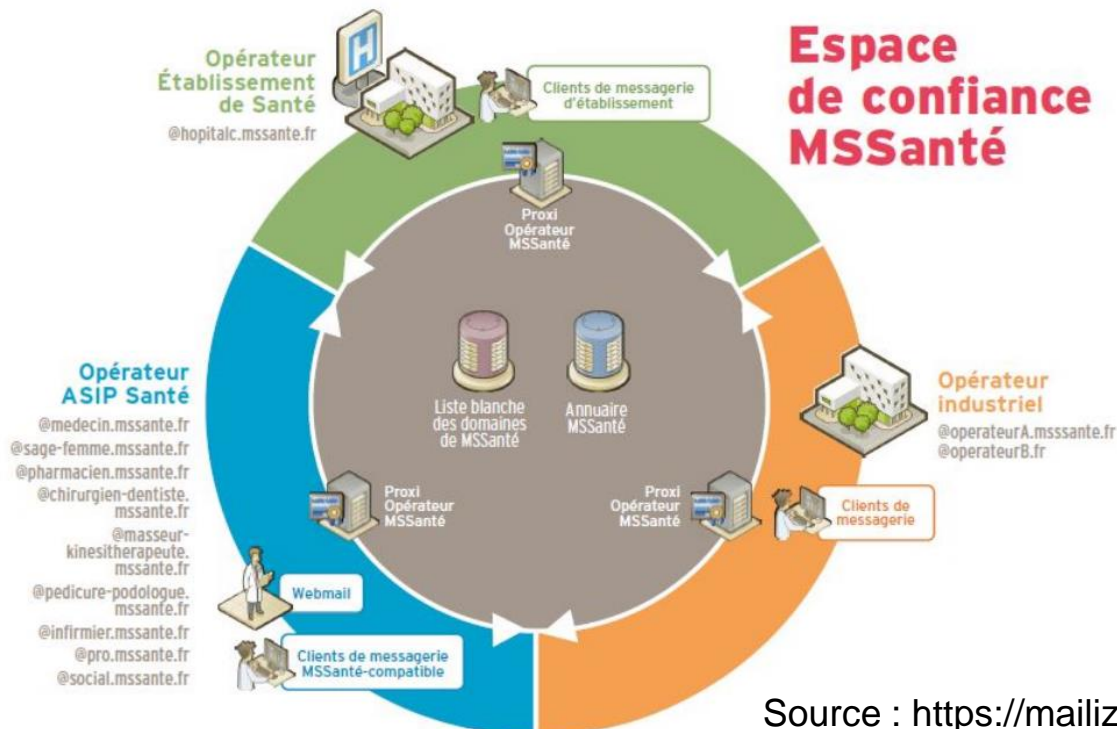 Espace
de confiance
MSSanté
Opérateur
Établissement
de Santé
@hopitalc.mssante.fr
Clients de messagerie
d'établissement
Proxi
Opérateur
MSSanté
Liste blanche
des domaines
de MSSanté
Annuaire
MSSanté
Opérateur
ASIP Santé
@medecin.mssante.fr
@sage-femme.mssante.fr
@pharmacien.mssante.fr
@chirurgien-dentiste.
mssante.fr
@masseur-
kinesitherapeute.
mssante.fr
@pedicure-podologue.
mssante.fr
@infirmier.mssante.fr
@pro.mssante.fr
@social.mssante.fr
Proxi
Opérateur
MSSanté
Webmail
Clients de messagerie
MSSanté-compatible
Proxi
Opérateur
MSSanté
Opérateur
industriel
@operateurA.msssante.fr
@operateurB.fr
Clients de
messagerie
Source : https://mailiz